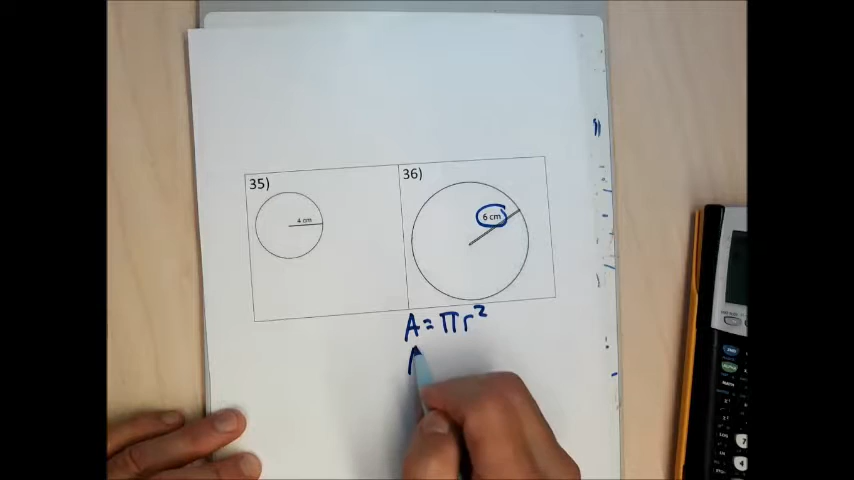 35)
36)
4 cm
6 cm
A = πr²